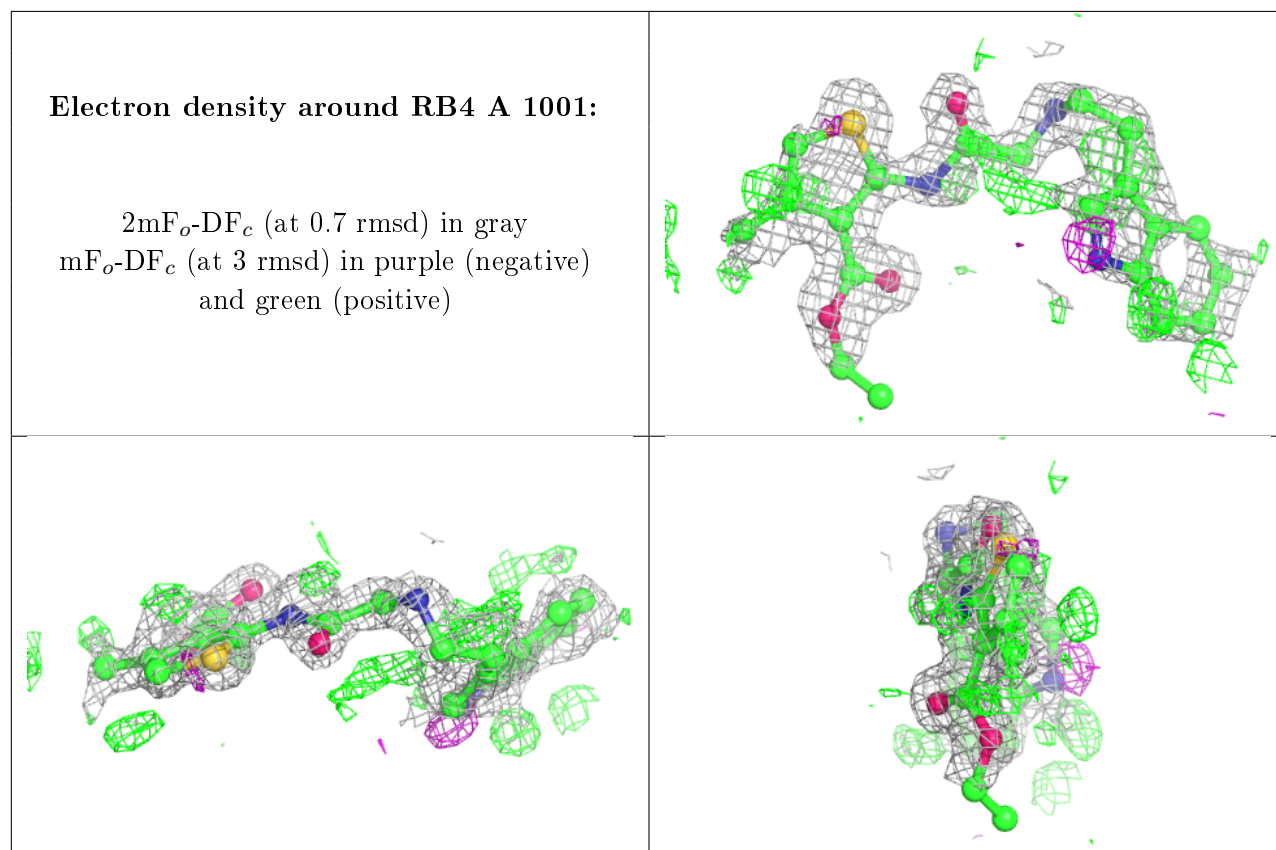 Electron density around RB4 A 1001:
2mFₒ-DF𝒸 (at 0.7 rmsd) in gray
mFₒ-DF𝒸 (at 3 rmsd) in purple (negative)
and green (positive)